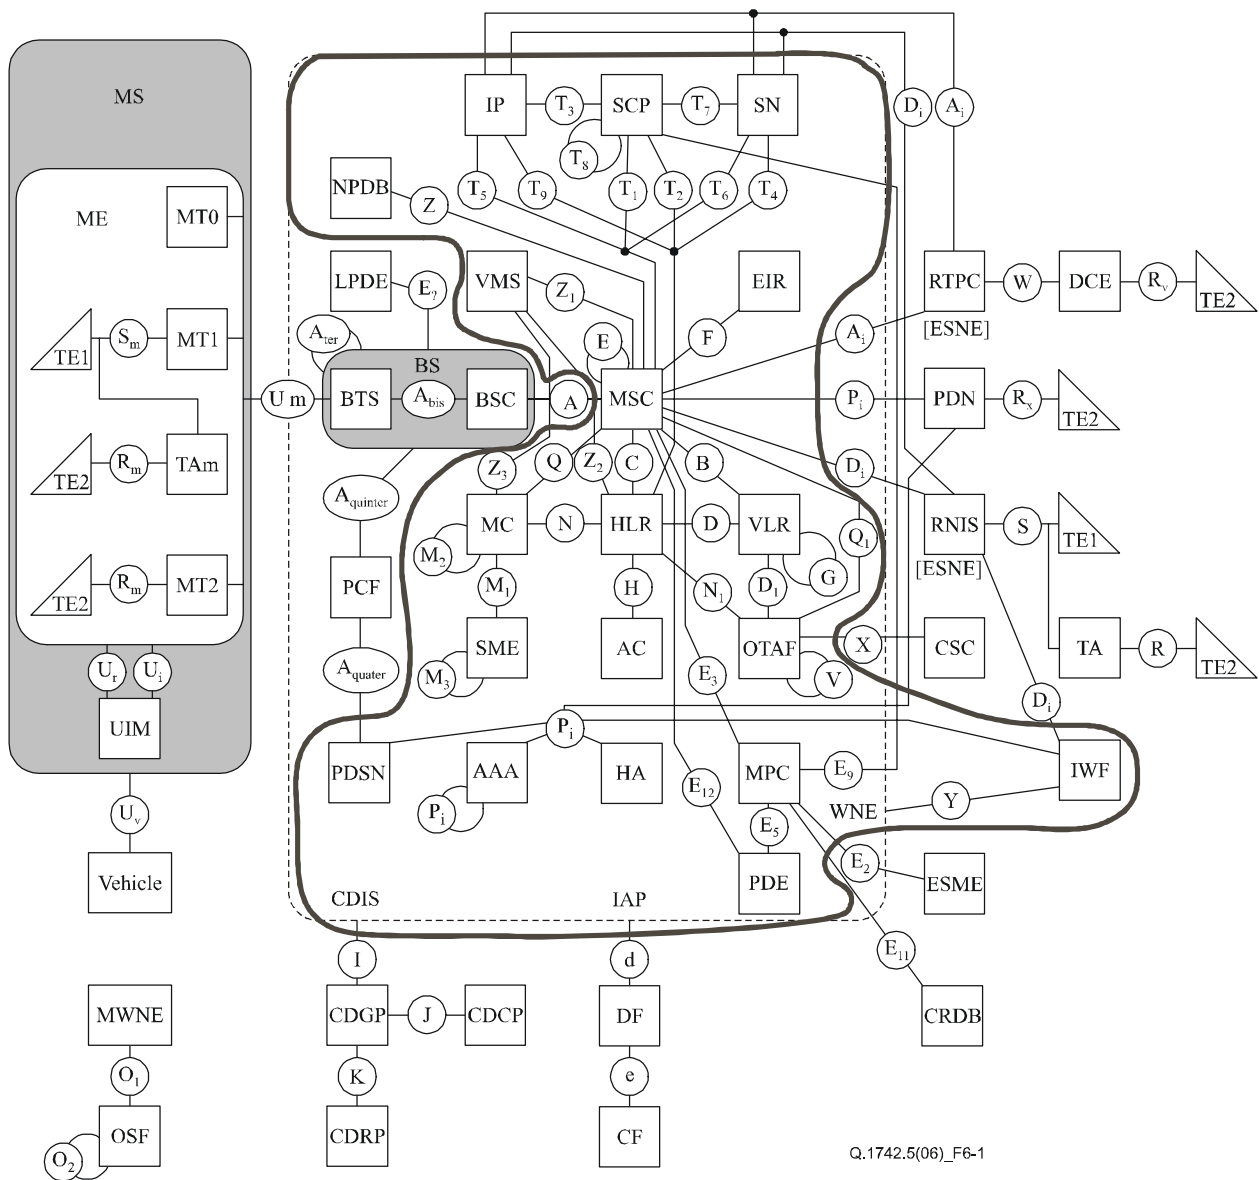 MS
ME
MT0
MT1
TE1
Sm
TE2
Rm
TAm
TE2
Rm
MT2
Ur
Ui
UIM
Uv
Vehicle
MWNE
O1
OSF
O2
U m
IP
T3
SCP
T7
SN
T8
T5
T9
T1
T2
T6
T4
Di
Ai
NPDB
Z
LPDE
E?
VMS
Z1
EIR
E
F
Ai
RTPC
[ESNE]
W
DCE
Rv
TE2
Ater
BS
BTS
Abis
BSC
A
MSC
Pi
PDN
Rx
TE2
Z3
Q
Z2
C
B
Di
Aquinter
MC
N
HLR
D
VLR
Q1
RNIS
[ESNE]
S
TE1
M2
M1
H
N1
D1
G
PCF
SME
M3
AC
OTAF
V
X
CSC
TA
R
TE2
Aquater
E3
Pi
Di
PDSN
AAA
Pi
HA
E12
MPC
E9
E5
WNE
Y
IWF
PDE
E2
ESME
CDIS
IAP
E11
CRDB
I
d
CDGP
J
CDCP
DF
K
e
CDRP
CF
Q.1742.5(06)_F6-1